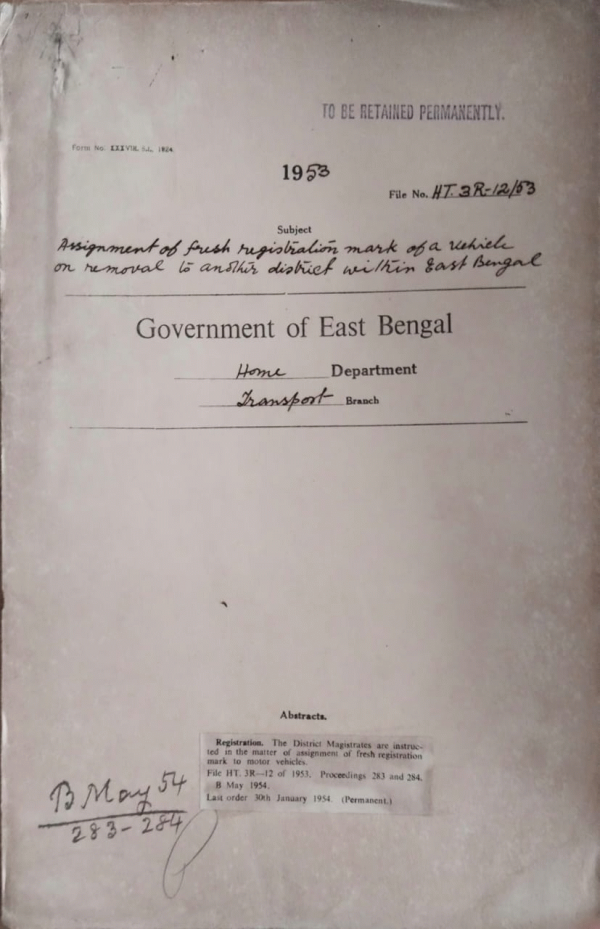 TO BE RETAINED PERMANENTLY.
Form No. XXXVIII.
1953
File No. HT. 3R-12/53
Subject
Assignment of fresh registration mark of a vehicle
on removal to another district within East Bengal
Government of East Bengal
Home Department
Transport Branch
Abstracts.
Registration. The District Magistrates are instruc-
ted in the matter of assignment of fresh registration
mark to motor vehicles.
File HT. 3R—12 of 1953. Proceedings 283 and 284,
B May 1954.
Last order 30th January 1954. (Permanent.)
B May 54
283-284